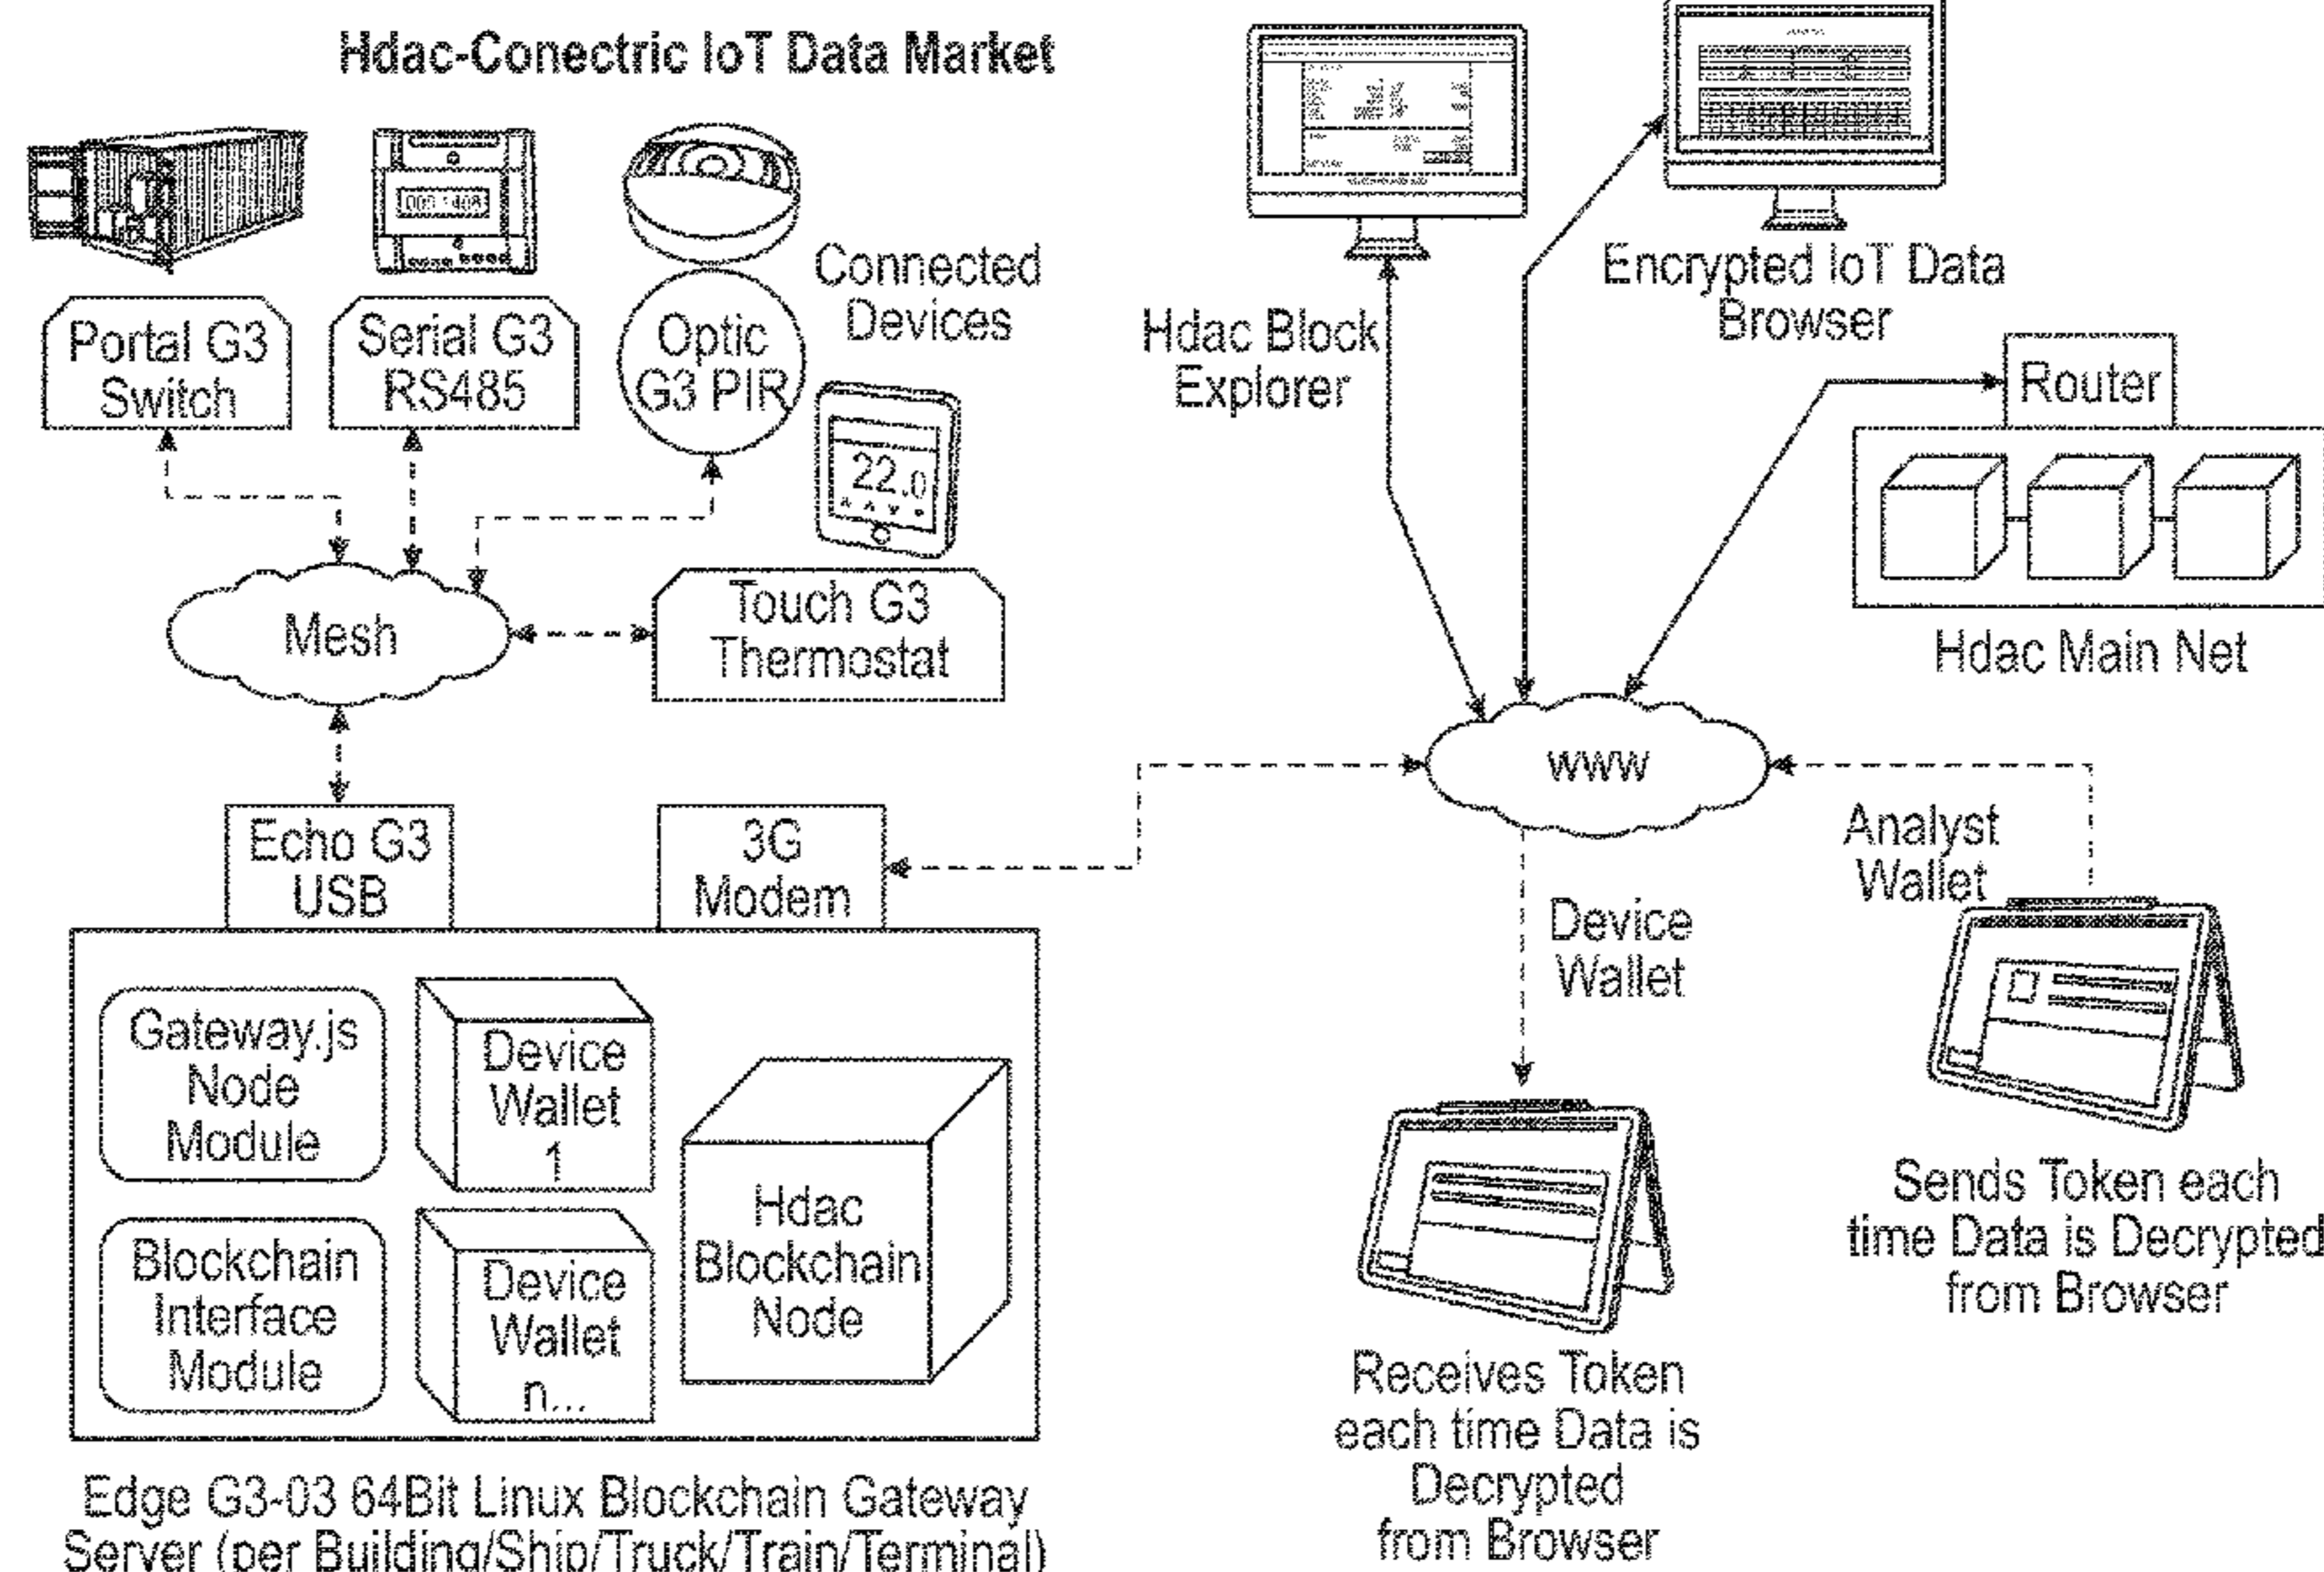 Hdac-Conectric IoT Data Market
Connected
Devices
Portal G3
Switch
Serial G3
RS485
Optic
G3 PIR
22.0
Mesh
Touch G3
Thermostat
Echo G3
USB
3G
Modem
Gateway.js
Node
Module
Blockchain
Interface
Module
Device
Wallet
1
Device
Wallet
n...
Hdac
Blockchain
Node
Edge G3-03 64Bit Linux Blockchain Gateway
Server (per Building/Ship/Truck/Train/Terminal)
Hdac Block
Explorer
Encrypted IoT Data
Browser
Router
Hdac Main Net
www
Analyst
Wallet
Device
Wallet
Sends Token each
time Data is Decrypted
from Browser
Receives Token
each time Data is
Decrypted
from Browser